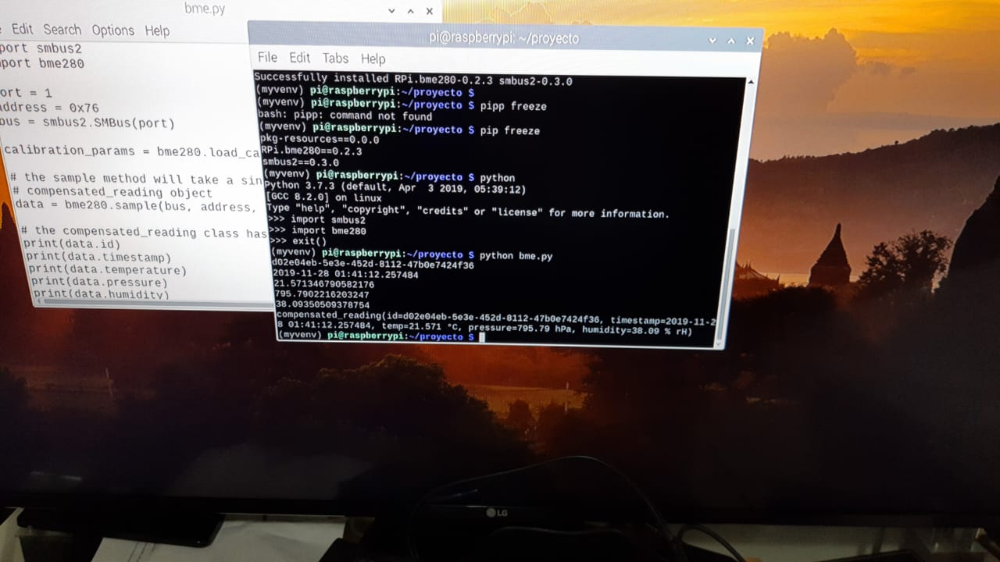 bme.py
Edit Search Options Help
port smbus2
port bme280
ort = 1
address = 0x76
bus = smbus2.SMBus(port)
calibration_params = bme280.load_ca
# the sample method will take a sin
# compensated_reading object
data = bme280.sample(bus, address,
# the compensated_reading class has
print(data.id)
print(data.timestamp)
print(data.temperature)
print(data.pressure)
print(data.humidity)
pi@raspberrypi: ~/proyecto
File Edit Tabs Help
Successfully installed RPi.bme280-0.2.3 smbus2-0.3.0
(myvenv) pi@raspberrypi:~/proyecto $
(myvenv) pi@raspberrypi:~/proyecto $ pipp freeze
bash: pipp: command not found
(myvenv) pi@raspberrypi:~/proyecto $ pip freeze
pkg-resources==0.0.0
RPi.bme280==0.2.3
smbus2==0.3.0
(myvenv) pi@raspberrypi:~/proyecto $ python
Python 3.7.3 (default, Apr  3 2019, 05:39:12)
[GCC 8.2.0] on linux
Type "help", "copyright", "credits" or "license" for more information.
>>> import smbus2
>>> import bme280
>>> exit()
(myvenv) pi@raspberrypi:~/proyecto $ python bme.py
d02e04eb-5e3e-452d-8112-47b0e7424f36
2019-11-28 01:41:12.257484
21.571346790582176
795.7902216203247
38.09350509378754
compensated_reading(id=d02e04eb-5e3e-452d-8112-47b0e7424f36, timestamp=2019-11-2
8 01:41:12.257484, temp=21.571 °C, pressure=795.79 hPa, humidity=38.09 % rH)
(myvenv) pi@raspberrypi:~/proyecto $
LG